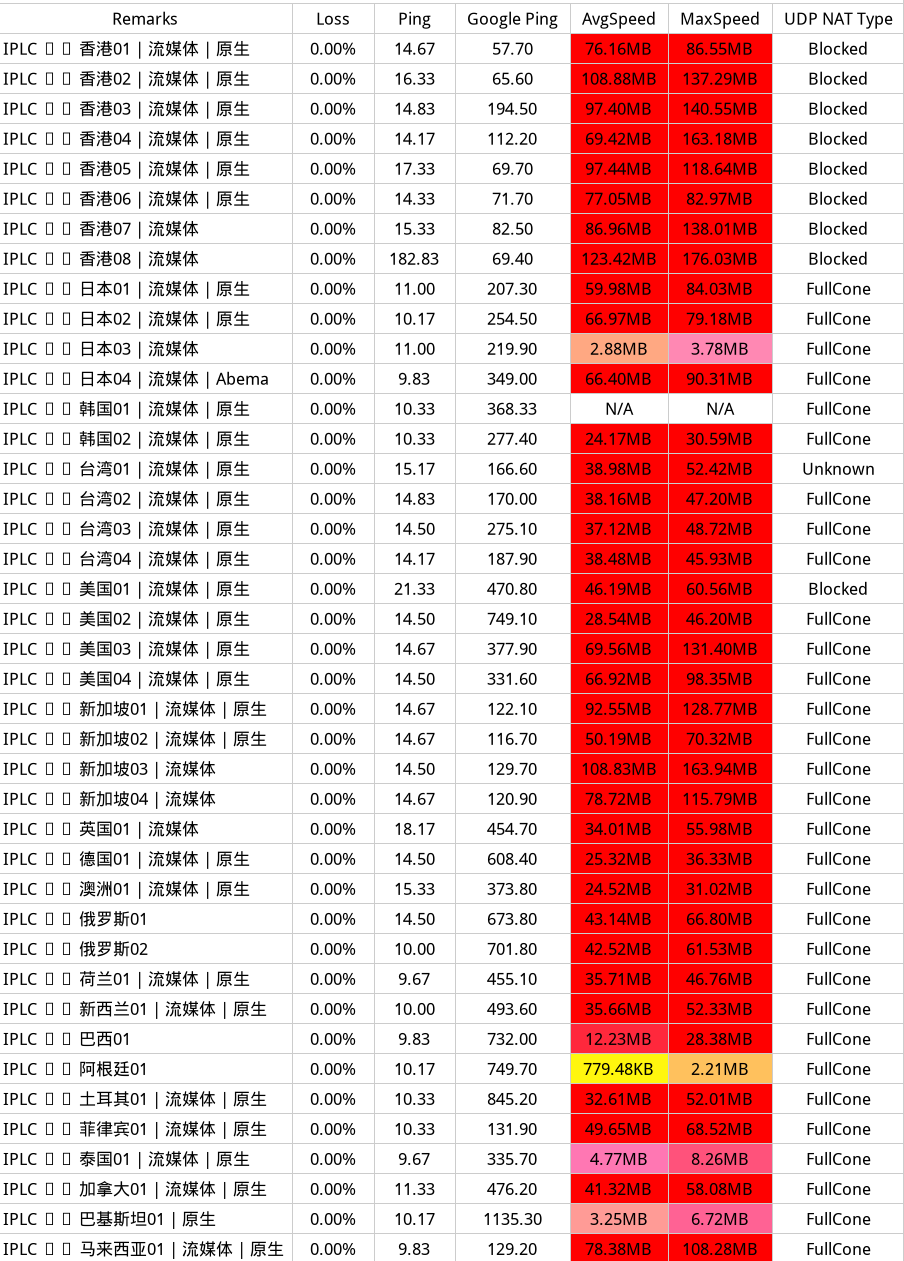 Remarks Loss Ping Google Ping AvgSpeed MaxSpeed UDP NAT Type
IPLC 香港01 | 流媒体 | 原生 0.00% 14.67 57.70 76.16MB 86.55MB Blocked
IPLC 香港02 | 流媒体 | 原生 0.00% 16.33 65.60 108.88MB 137.29MB Blocked
IPLC 香港03 | 流媒体 | 原生 0.00% 14.83 194.50 97.40MB 140.55MB Blocked
IPLC 香港04 | 流媒体 | 原生 0.00% 14.17 112.20 69.42MB 163.18MB Blocked
IPLC 香港05 | 流媒体 | 原生 0.00% 17.33 69.70 97.44MB 118.64MB Blocked
IPLC 香港06 | 流媒体 | 原生 0.00% 14.33 71.70 77.05MB 82.97MB Blocked
IPLC 香港07 | 流媒体 0.00% 15.33 82.50 86.96MB 138.01MB Blocked
IPLC 香港08 | 流媒体 0.00% 182.83 69.40 123.42MB 176.03MB Blocked
IPLC 日本01 | 流媒体 | 原生 0.00% 11.00 207.30 59.98MB 84.03MB FullCone
IPLC 日本02 | 流媒体 | 原生 0.00% 10.17 254.50 66.97MB 79.18MB FullCone
IPLC 日本03 | 流媒体 0.00% 11.00 219.90 2.88MB 3.78MB FullCone
IPLC 日本04 | 流媒体 | Abema 0.00% 9.83 349.00 66.40MB 90.31MB FullCone
IPLC 韩国01 | 流媒体 | 原生 0.00% 10.33 368.33 N/A N/A FullCone
IPLC 韩国02 | 流媒体 | 原生 0.00% 10.33 277.40 24.17MB 30.59MB FullCone
IPLC 台湾01 | 流媒体 | 原生 0.00% 15.17 166.60 38.98MB 52.42MB Unknown
IPLC 台湾02 | 流媒体 | 原生 0.00% 14.83 170.00 38.16MB 47.20MB FullCone
IPLC 台湾03 | 流媒体 | 原生 0.00% 14.50 275.10 37.12MB 48.72MB FullCone
IPLC 台湾04 | 流媒体 | 原生 0.00% 14.17 187.90 38.48MB 45.93MB FullCone
IPLC 美国01 | 流媒体 | 原生 0.00% 21.33 470.80 46.19MB 60.56MB Blocked
IPLC 美国02 | 流媒体 | 原生 0.00% 14.50 749.10 28.54MB 46.20MB FullCone
IPLC 美国03 | 流媒体 | 原生 0.00% 14.67 377.90 69.56MB 131.40MB FullCone
IPLC 美国04 | 流媒体 | 原生 0.00% 14.50 331.60 66.92MB 98.35MB FullCone
IPLC 新加坡01 | 流媒体 | 原生 0.00% 14.67 122.10 92.55MB 128.77MB FullCone
IPLC 新加坡02 | 流媒体 | 原生 0.00% 14.67 116.70 50.19MB 70.32MB FullCone
IPLC 新加坡03 | 流媒体 0.00% 14.50 129.70 108.83MB 163.94MB FullCone
IPLC 新加坡04 | 流媒体 0.00% 14.67 120.90 78.72MB 115.79MB FullCone
IPLC 英国01 | 流媒体 0.00% 18.17 454.70 34.01MB 55.98MB FullCone
IPLC 德国01 | 流媒体 | 原生 0.00% 14.50 608.40 25.32MB 36.33MB FullCone
IPLC 澳洲01 | 流媒体 | 原生 0.00% 15.33 373.80 24.52MB 31.02MB FullCone
IPLC 俄罗斯01 0.00% 14.50 673.80 43.14MB 66.80MB FullCone
IPLC 俄罗斯02 0.00% 10.00 701.80 42.52MB 61.53MB FullCone
IPLC 荷兰01 | 流媒体 | 原生 0.00% 9.67 455.10 35.71MB 46.76MB FullCone
IPLC 新西兰01 | 流媒体 | 原生 0.00% 10.00 493.60 35.66MB 52.33MB FullCone
IPLC 巴西01 0.00% 9.83 732.00 12.23MB 28.38MB FullCone
IPLC 阿根廷01 0.00% 10.17 749.70 779.48KB 2.21MB FullCone
IPLC 土耳其01 | 流媒体 | 原生 0.00% 10.33 845.20 32.61MB 52.01MB FullCone
IPLC 菲律宾01 | 流媒体 | 原生 0.00% 10.33 131.90 49.65MB 68.52MB FullCone
IPLC 泰国01 | 流媒体 | 原生 0.00% 9.67 335.70 4.77MB 8.26MB FullCone
IPLC 加拿大01 | 流媒体 | 原生 0.00% 11.33 476.20 41.32MB 58.08MB FullCone
IPLC 巴基斯坦01 | 原生 0.00% 10.17 1135.30 3.25MB 6.72MB FullCone
IPLC 马来西亚01 | 流媒体 | 原生 0.00% 9.83 129.20 78.38MB 108.28MB FullCone